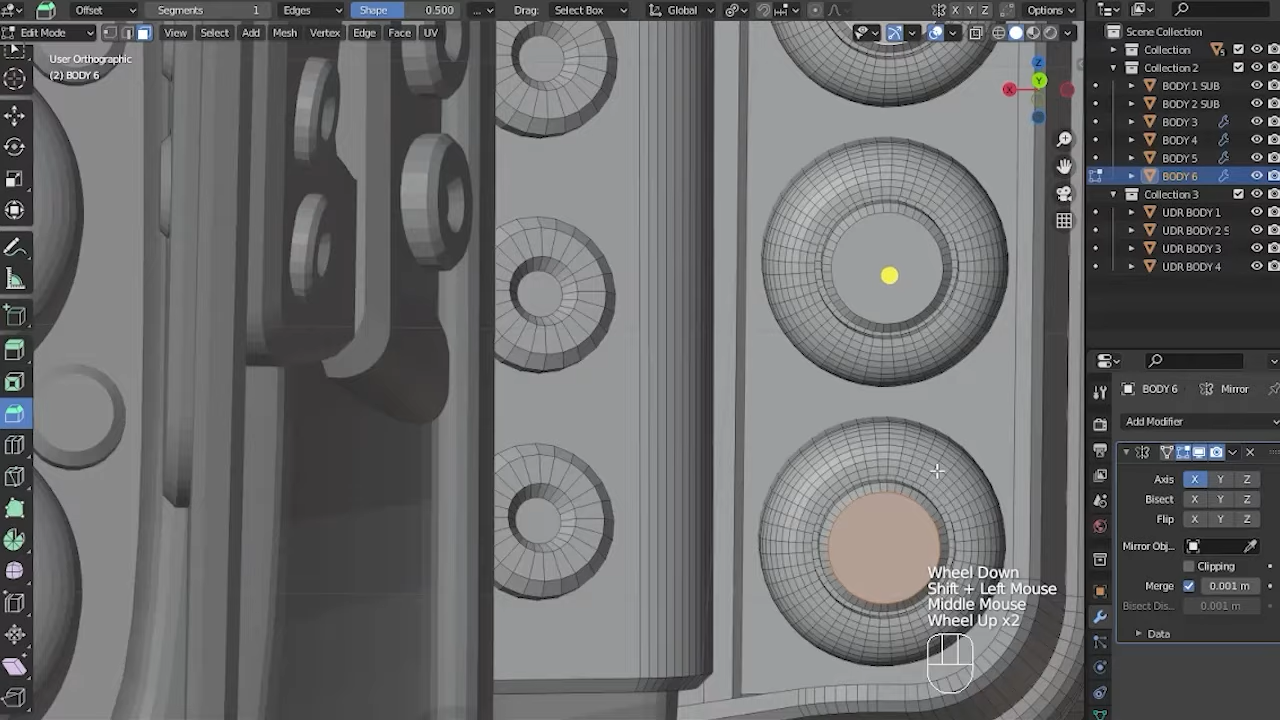 Offset
Segments 1
Edges
Shape 0.500
...
Drag: Select Box
Global
X Y Z
Options
Edit Mode
View Select Add Mesh Vertex Edge Face UV
User Orthographic
(2) BODY 6
Z
Y
X
Wheel Down
Shift + Left Mouse
Middle Mouse
Wheel Up x2
Scene Collection
Collection
Collection 2
BODY 1 SUB
BODY 2 SUB
BODY 3
BODY 4
BODY 5
BODY 6
Collection 3
UDR BODY 1
UDR BODY 2 S
UDR BODY 3
UDR BODY 4
BODY 6 Mirror
Add Modifier
Axis X Y Z
Bisect X Y Z
Flip X Y Z
Mirror Obj...
Clipping
Merge 0.001 m
Bisect Dis... 0.001 m
Data